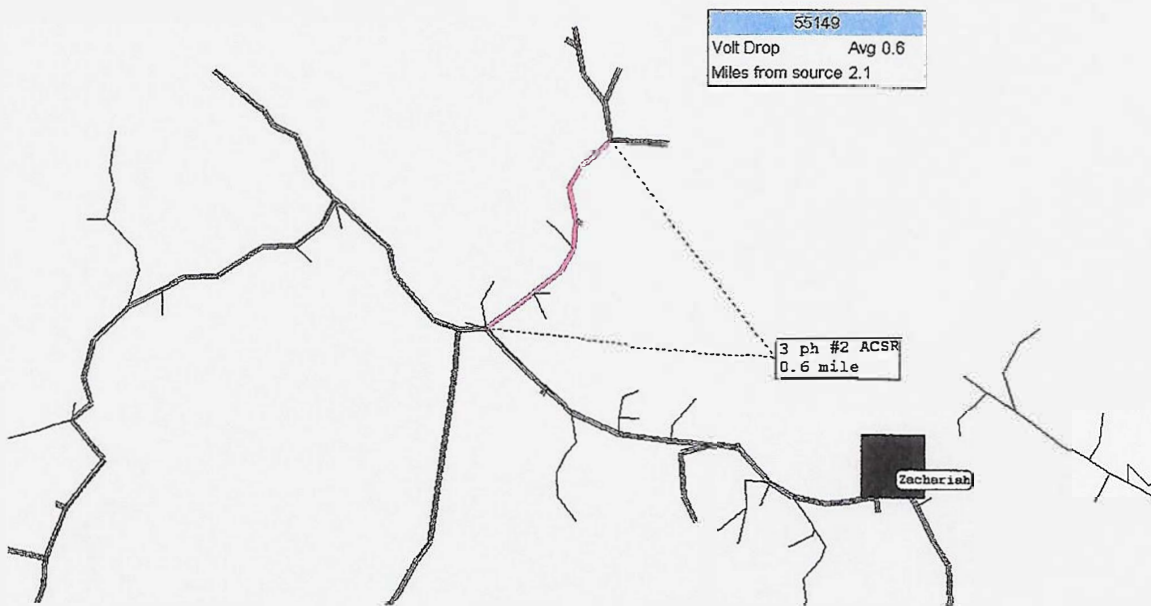 55149
Volt Drop Avg 0.6
Miles from source 2.1
3 ph #2 ACSR
0.6 mile
Zachariah